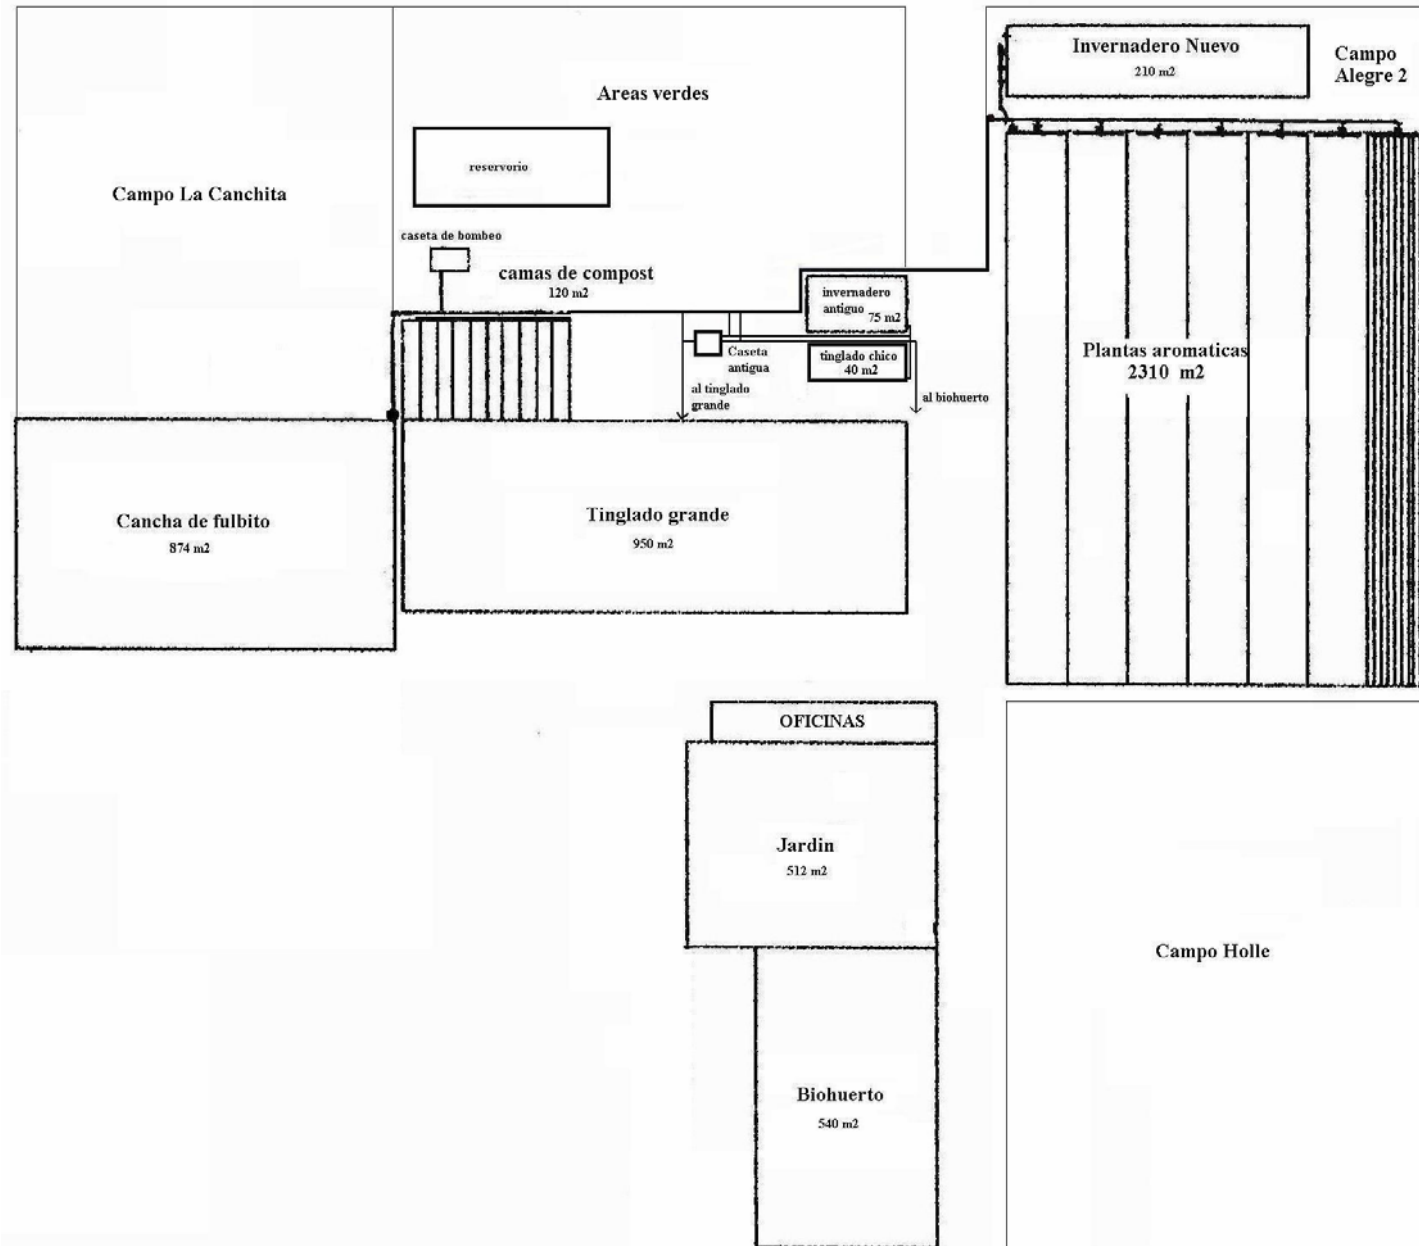 Invernadero Nuevo
210 m2
Campo
Alegre 2
Areas verdes
reservorio
Campo La Canchita
caseta de bombeo
camas de compost
120 m2
invernadero
antiguo 75 m2
Caseta
antigua
tinglado chico
40 m2
al tinglado
grande
al biohuerto
Plantas aromaticas
2310 m2
Cancha de fulbito
874 m2
Tinglado grande
950 m2
OFICINAS
Jardin
512 m2
Campo Holle
Biohuerto
540 m2